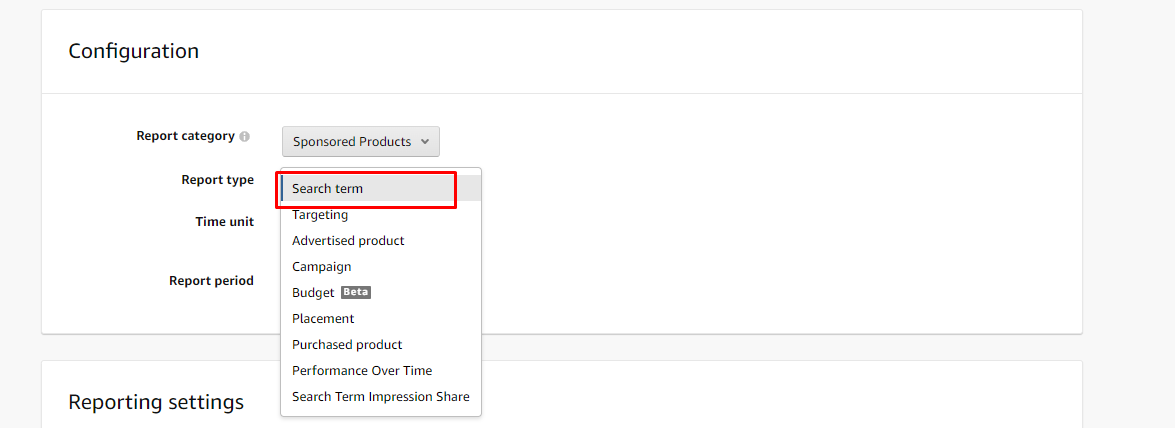 Configuration
Report category
Sponsored Products
Report type
Search term
Targeting
Time unit
Advertised product
Campaign
Report period
Budget Beta
Placement
Purchased product
Performance Over Time
Search Term Impression Share
Reporting settings